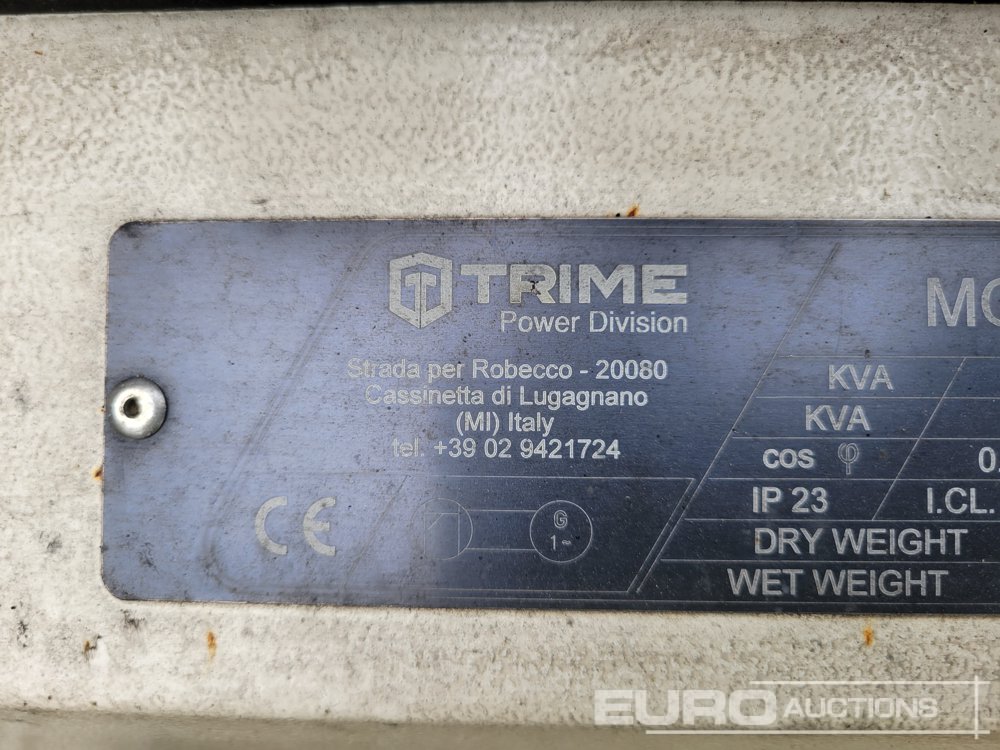 TRIME
Power Division
Strada per Robecco - 20080
Cassinetta di Lugagnano
(MI) Italy
tel. +39 02 9421724
CE
G
1~
KVA
KVA
cos φ
0.
IP 23
I.CL.
DRY WEIGHT
WET WEIGHT
EURO AUCTIONS